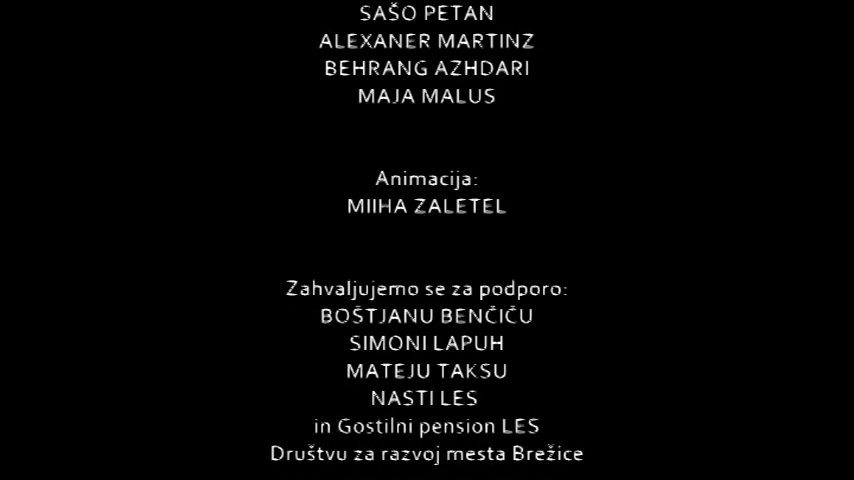 SAŠO PETAN
ALEXANER MARTINZ
BEHRANG AZHDARI
MAJA MALUS
Animacija:
MIIHA ZALETEL
Zahvaljujemo se za podporo:
BOŠTJANU BENČIČU
SIMONI LAPUH
MATEJU TAKSU
NASTI LES
in Gostilni pension LES
Društvu za razvoj mesta Brežice